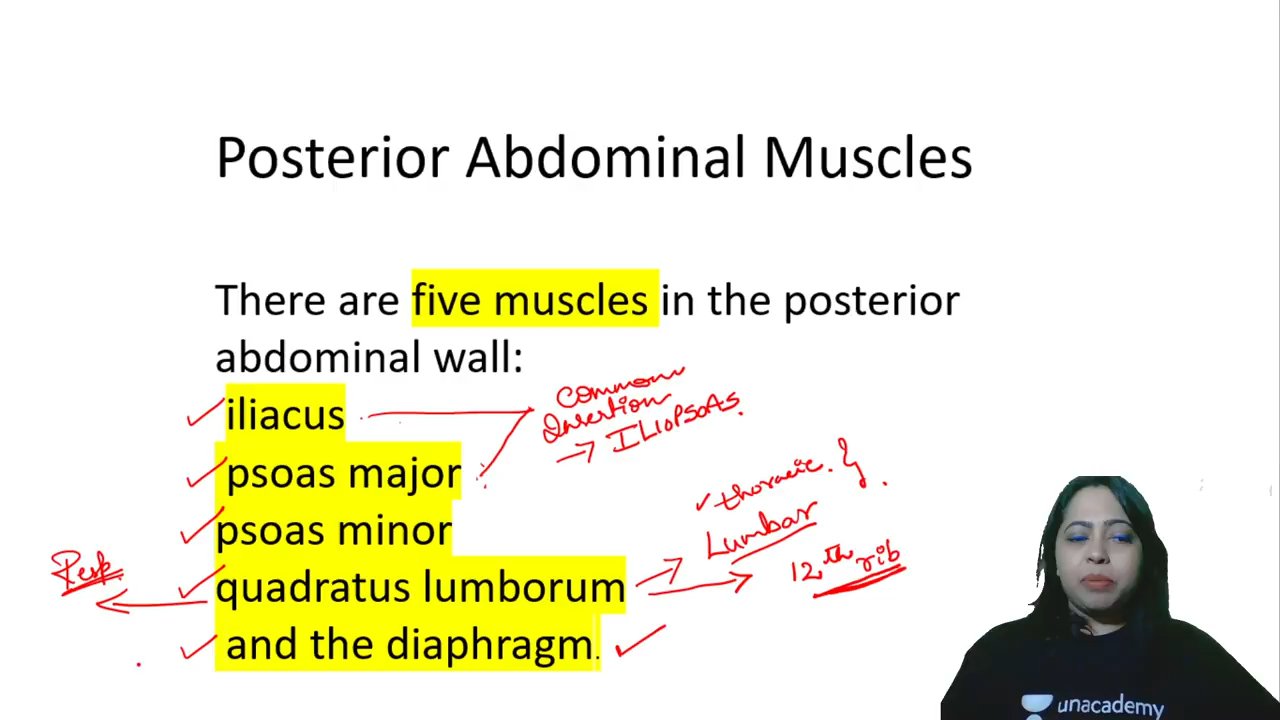 Posterior Abdominal Muscles
There are five muscles in the posterior
abdominal wall:
iliacus
common
Insertion
→ ILIOPSOAS.
psoas major
thoracic.
psoas minor
Lumbar
Resp.
quadratus lumborum
12th rib
and the diaphragm.
unacademy